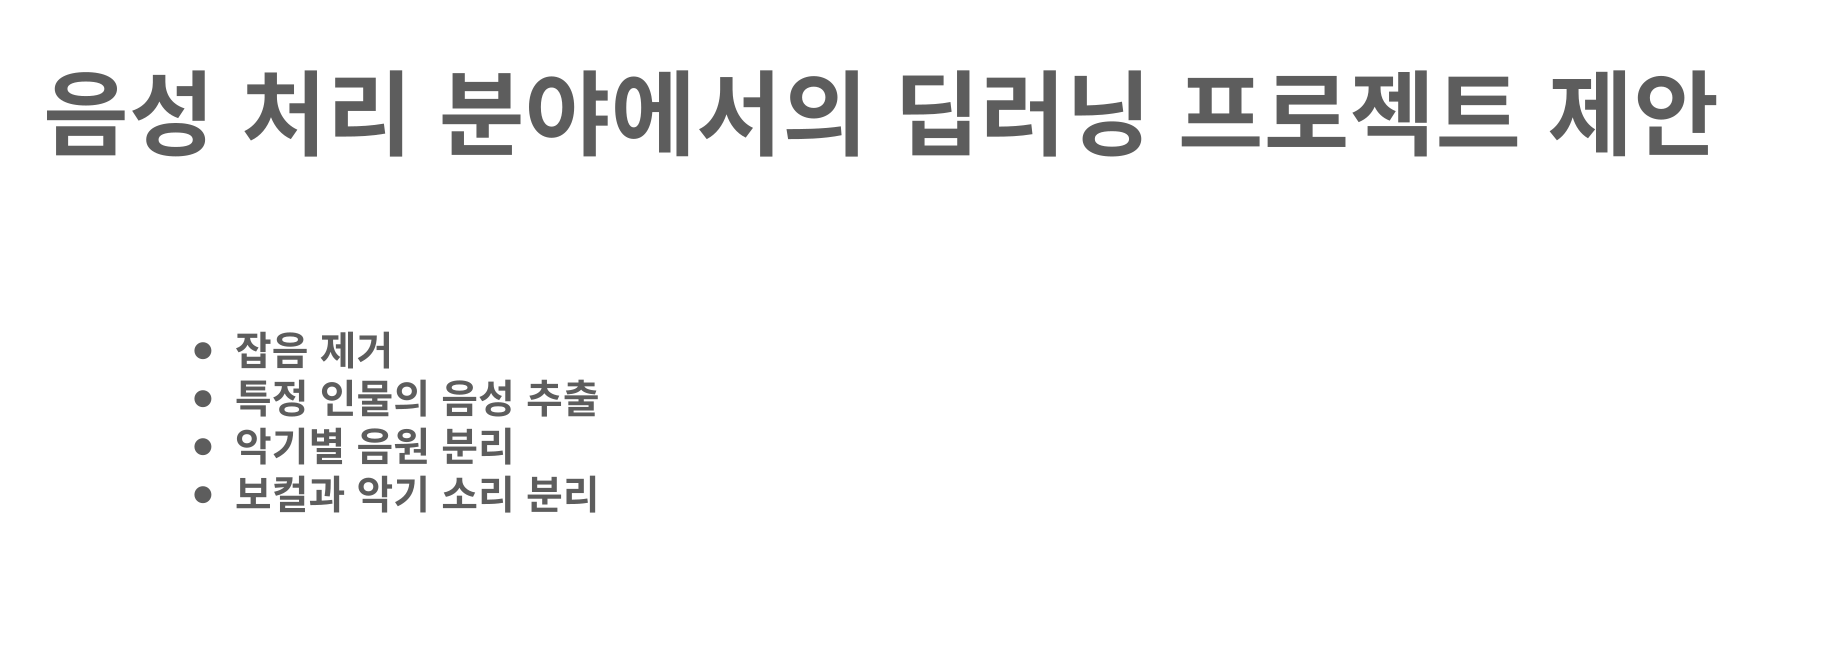 음성 처리 분야에서의 딥러닝 프로젝트 제안
● 잡음 제거
● 특정 인물의 음성 추출
● 악기별 음원 분리
● 보컬과 악기 소리 분리